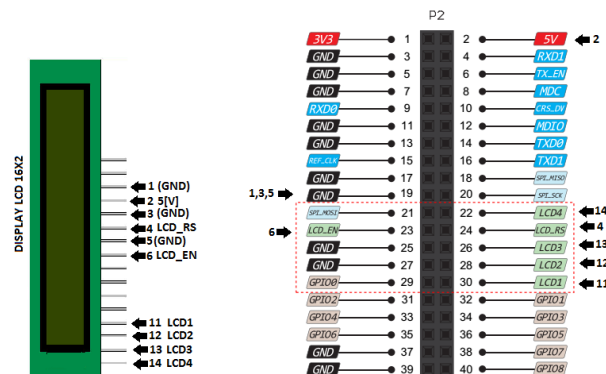 DISPLAY LCD 16X2
1 (GND)
2 5[V]
3 (GND)
4 LCD_RS
5(GND)
6 LCD_EN
11 LCD1
12 LCD2
13 LCD3
14 LCD4
P2
3V3 1 2 5V 2
GND 3 4 RXD1
GND 5 6 TX_EN
GND 7 8 MDC
RXD0 9 10 CRS_DV
GND 11 12 MDIO
GND 13 14 TXD0
REF_CLK 15 16 TXD1
GND 17 18 SPI_MISO
1,3,5 GND 19 20 SPI_SCK
SPI_MOSI 21 22 LCD4 14
6 LCD_EN 23 24 LCD_RS 4
GND 25 26 LCD3 13
GND 27 28 LCD2 12
GPIO0 29 30 LCD1 11
GPIO2 31 32 GPIO1
GPIO4 33 34 GPIO3
GPIO6 35 36 GPIO5
GND 37 38 GPIO7
GND 39 40 GPIO8